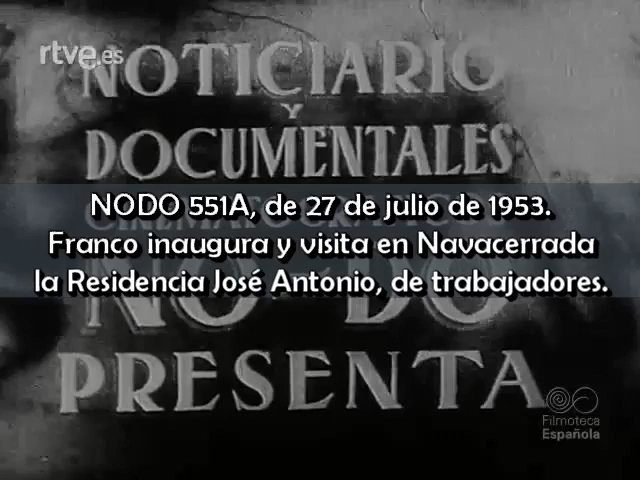 rtve.es
NOTICIARIO
Y
DOCUMENTALES
NODO 551A, de 27 de julio de 1953.
CINEMATOGRAFICOS
Franco inaugura y visita en Navacerrada
la Residencia José Antonio, de trabajadores.
NO-DO
PRESENTA
Filmoteca
Española